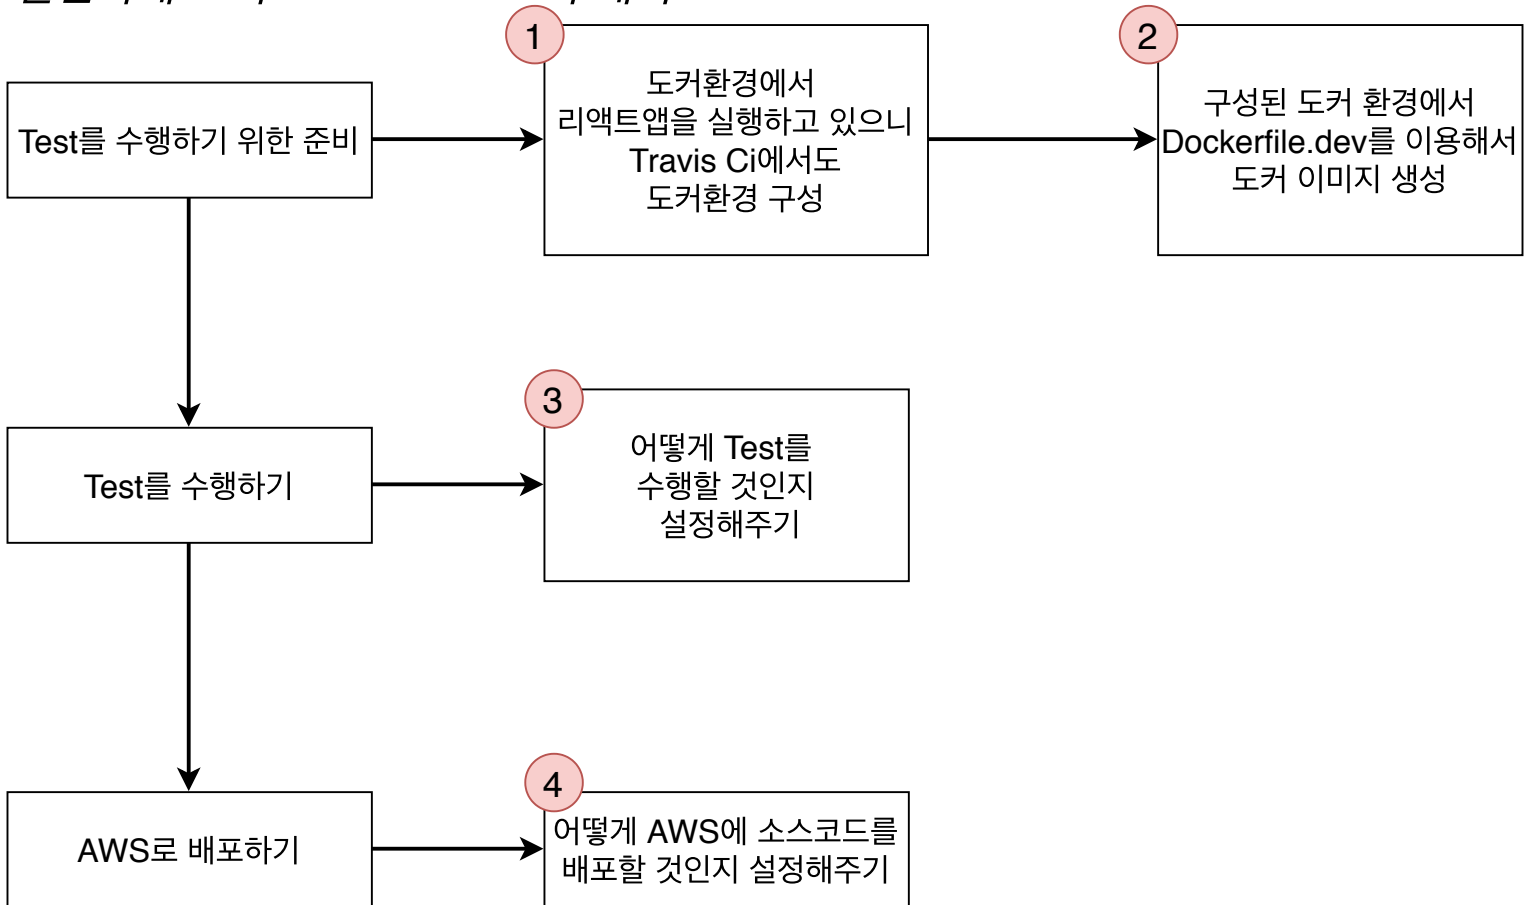 1
2
도커환경에서
리액트앱을 실행하고 있으니
Travis Ci에서도
도커환경 구성
구성된 도커 환경에서
Dockerfile.dev를 이용해서
도커 이미지 생성
Test를 수행하기 위한 준비
3
어떻게 Test를
수행할 것인지
설정해주기
Test를 수행하기
4
어떻게 AWS에 소스코드를
배포할 것인지 설정해주기
AWS로 배포하기